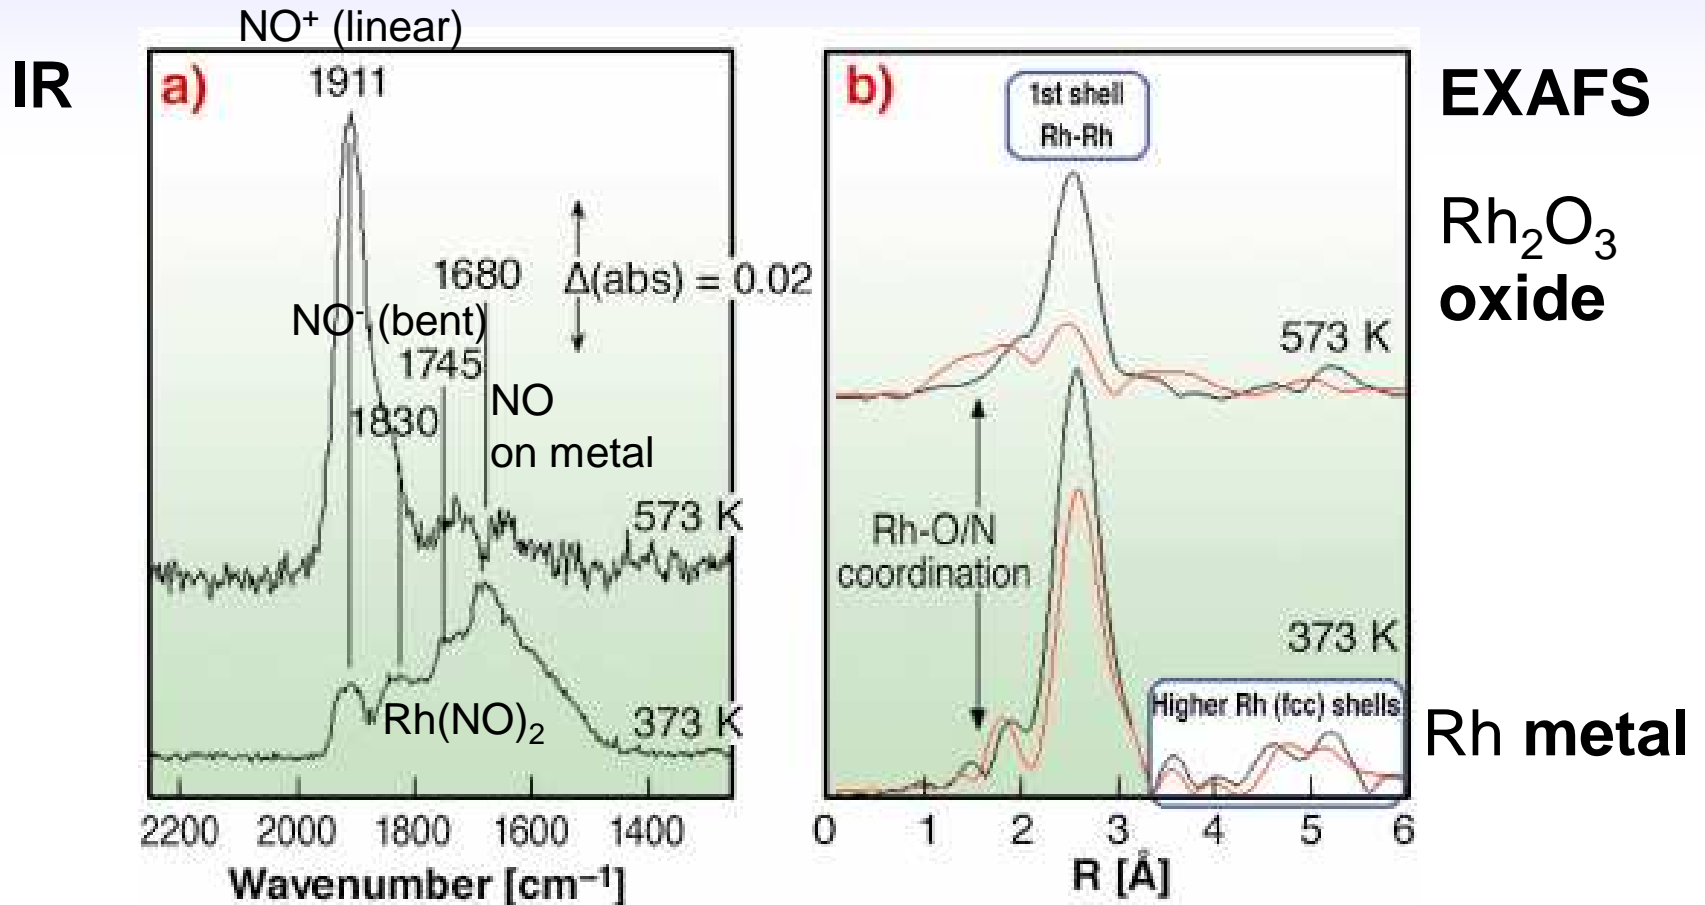 IR
NO⁺ (linear)
a)
1911
1680
Δ(abs) = 0.02
NO⁻ (bent)
1745
1830
NO
on metal
573 K
Rh(NO)₂
373 K
2200 2000 1800 1600 1400
Wavenumber [cm⁻¹]
b)
1st shell
Rh-Rh
573 K
Rh-O/N
coordination
373 K
Higher Rh (fcc) shells
0 1 2 3 4 5 6
R [Å]
EXAFS
Rh₂O₃
oxide
Rh metal